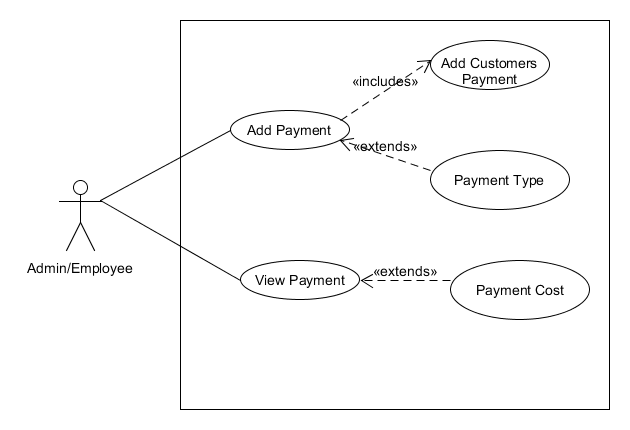 Add Customers
Payment
«includes»
Add Payment
«extends»
Payment Type
Admin/Employee
View Payment
«extends»
Payment Cost